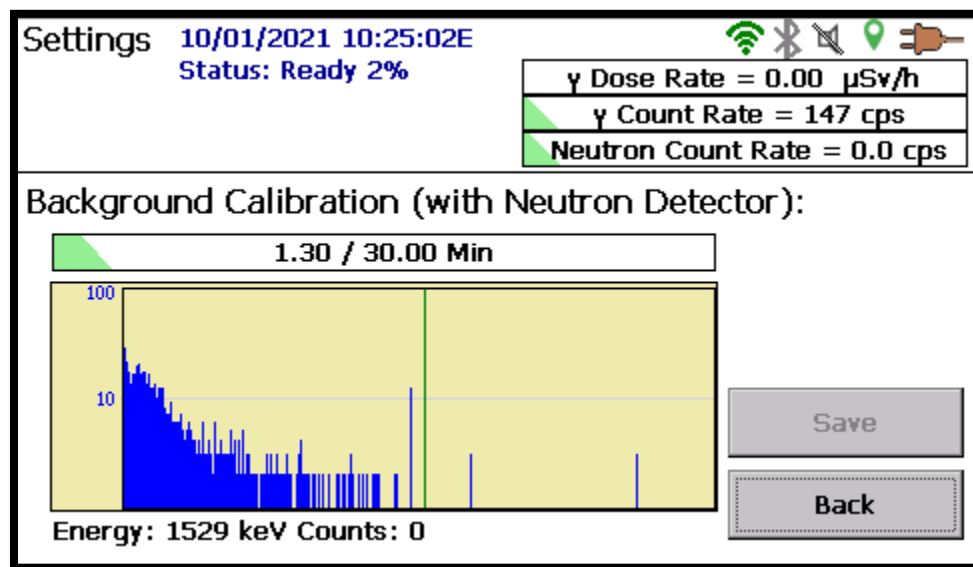 Settings 10/01/2021 10:25:02E
Status: Ready 2%
γ Dose Rate = 0.00 μSv/h
γ Count Rate = 147 cps
Neutron Count Rate = 0.0 cps
Background Calibration (with Neutron Detector):
1.30 / 30.00 Min
100
10
Save
Back
Energy: 1529 keV Counts: 0